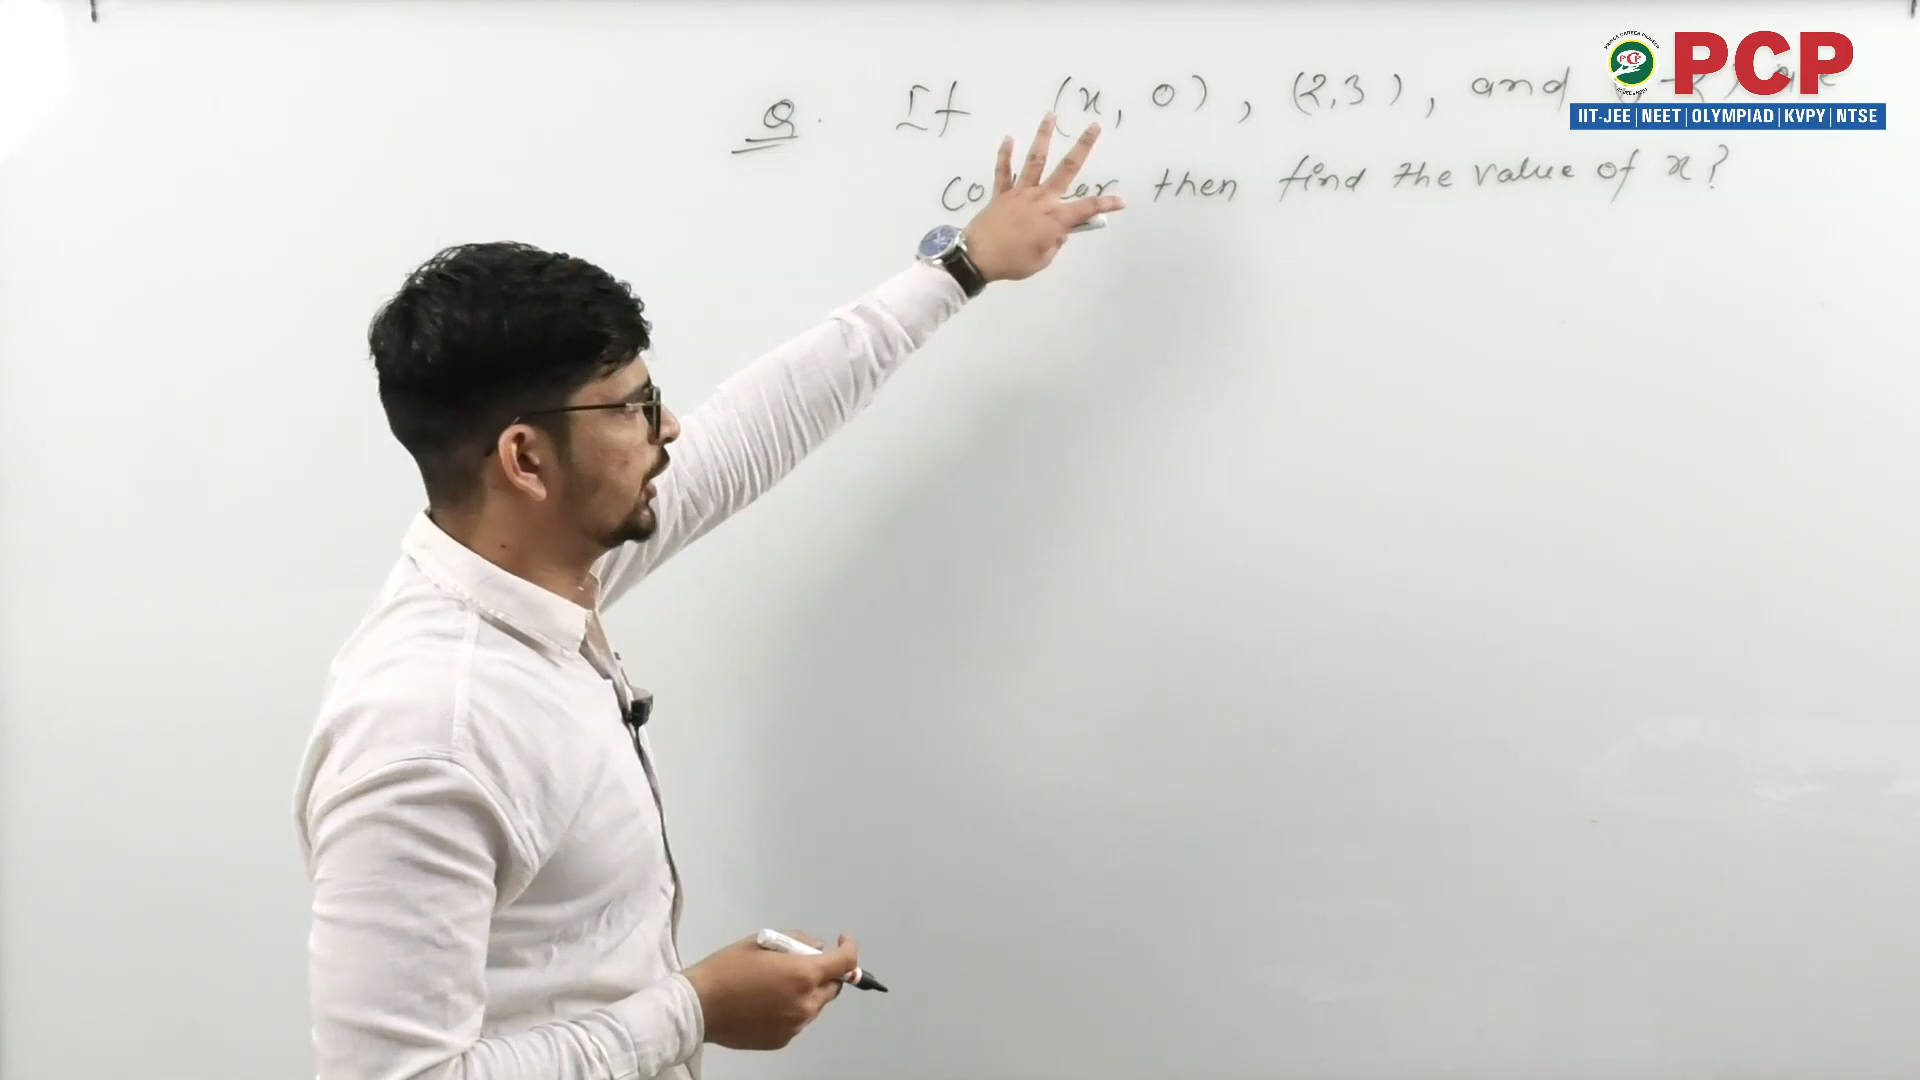 PCP
IIT-JEE | NEET | OLYMPIAD | KVPY | NTSE
Q. If (x, 0), (2,3), and
then find the value of x?